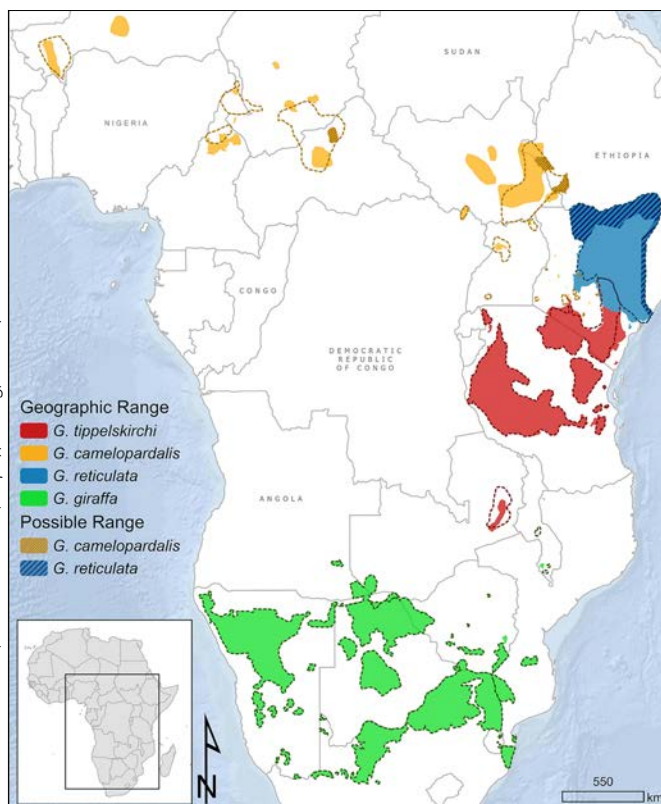 SUDAN
NIGERIA
ETHIOPIA
CONGO
DEMOCRATIC
REPUBLIC
OF CONGO
Geographic Range
G. tippelskirchi
G. camelopardalis
G. reticulata
G. giraffa
Possible Range
G. camelopardalis
G. reticulata
ANGOLA
N
550
km